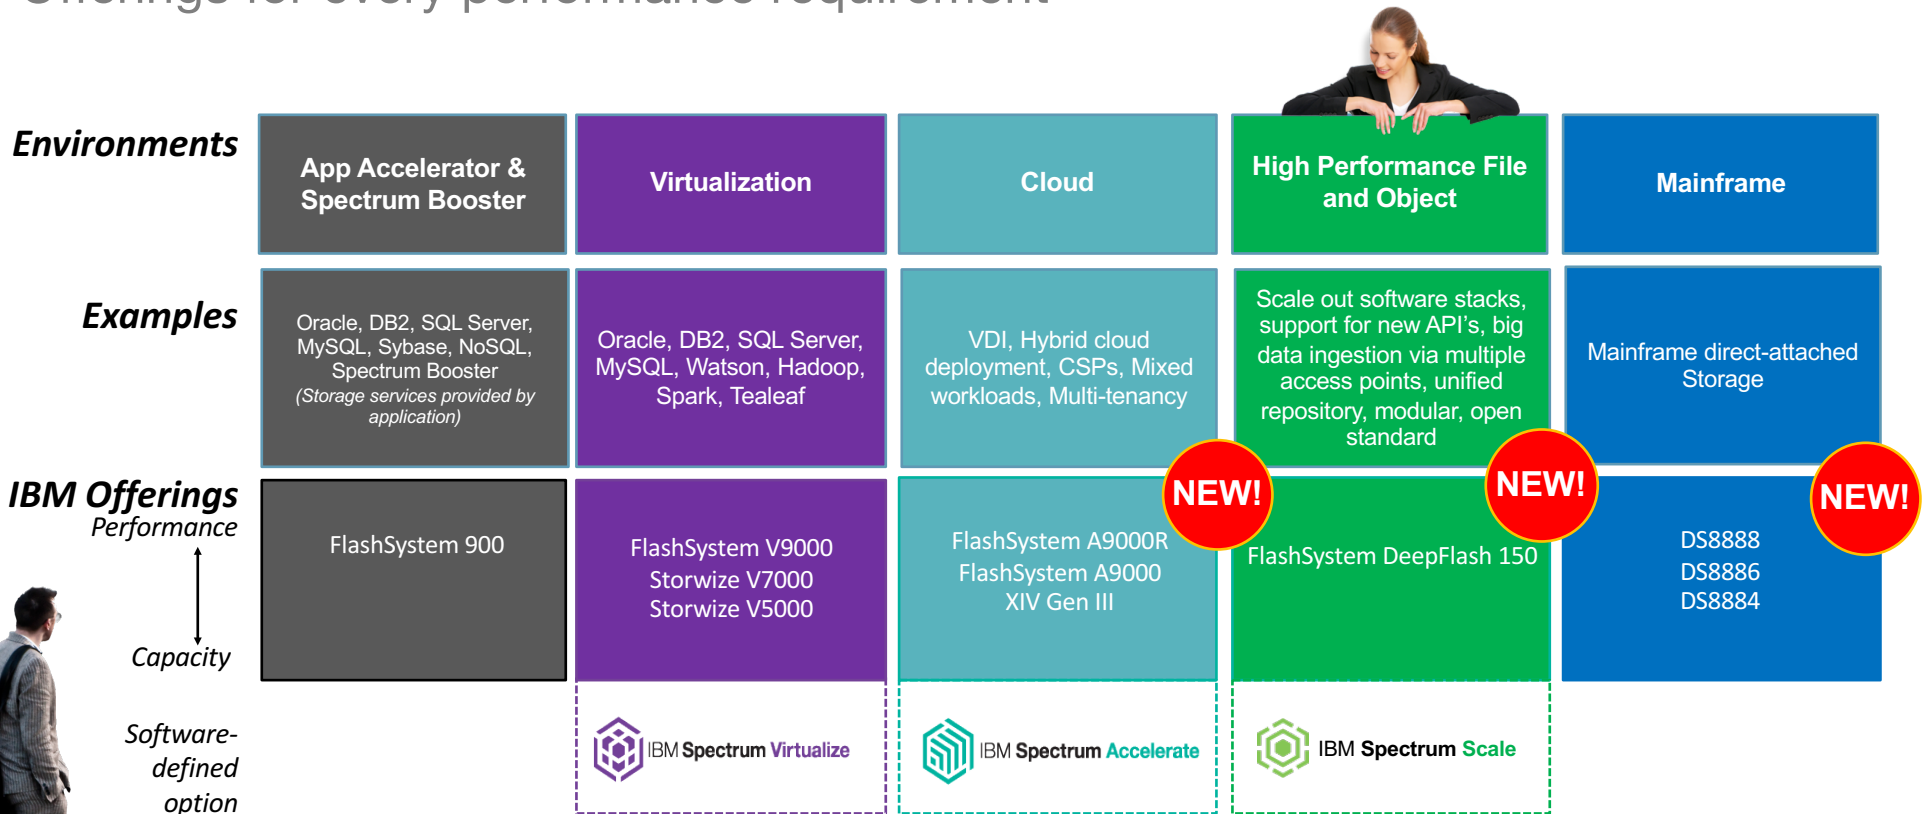 Offerings for every performance requirement
Environments
App Accelerator &
Spectrum Booster
Virtualization
Cloud
High Performance File
and Object
Mainframe
Examples
Oracle, DB2, SQL Server,
MySQL, Sybase, NoSQL,
Spectrum Booster
(Storage services provided by
application)
Oracle, DB2, SQL Server,
MySQL, Watson, Hadoop,
Spark, Tealeaf
VDI, Hybrid cloud
deployment, CSPs, Mixed
workloads, Multi-tenancy
Scale out software stacks,
support for new API's, big
data ingestion via multiple
access points, unified
repository, modular, open
standard
Mainframe direct-attached
Storage
IBM Offerings
Performance
Capacity
FlashSystem 900
FlashSystem V9000
Storwize V7000
Storwize V5000
NEW!
FlashSystem A9000R
FlashSystem A9000
XIV Gen III
NEW!
FlashSystem DeepFlash 150
NEW!
DS8888
DS8886
DS8884
Software-
defined
option
IBM Spectrum Virtualize
IBM Spectrum Accelerate
IBM Spectrum Scale